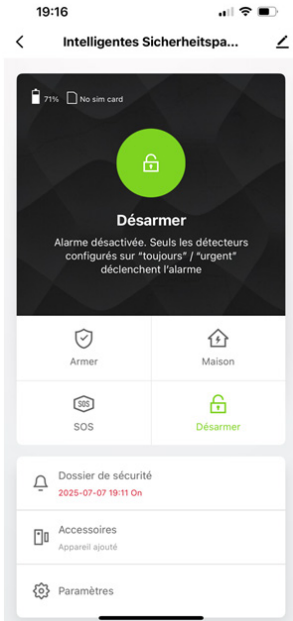 19:16
Intelligentes Sicherheitspa...
71% No sim card
Désarmer
Alarme désactivée. Seuls les détecteurs
configurés sur "toujours" / "urgent"
déclenchent l'alarme
Armer
Maison
SOS
SOS
Désarmer
Dossier de sécurité
2025-07-07 19:11 On
Accessoires
Appareil ajouté
Paramètres